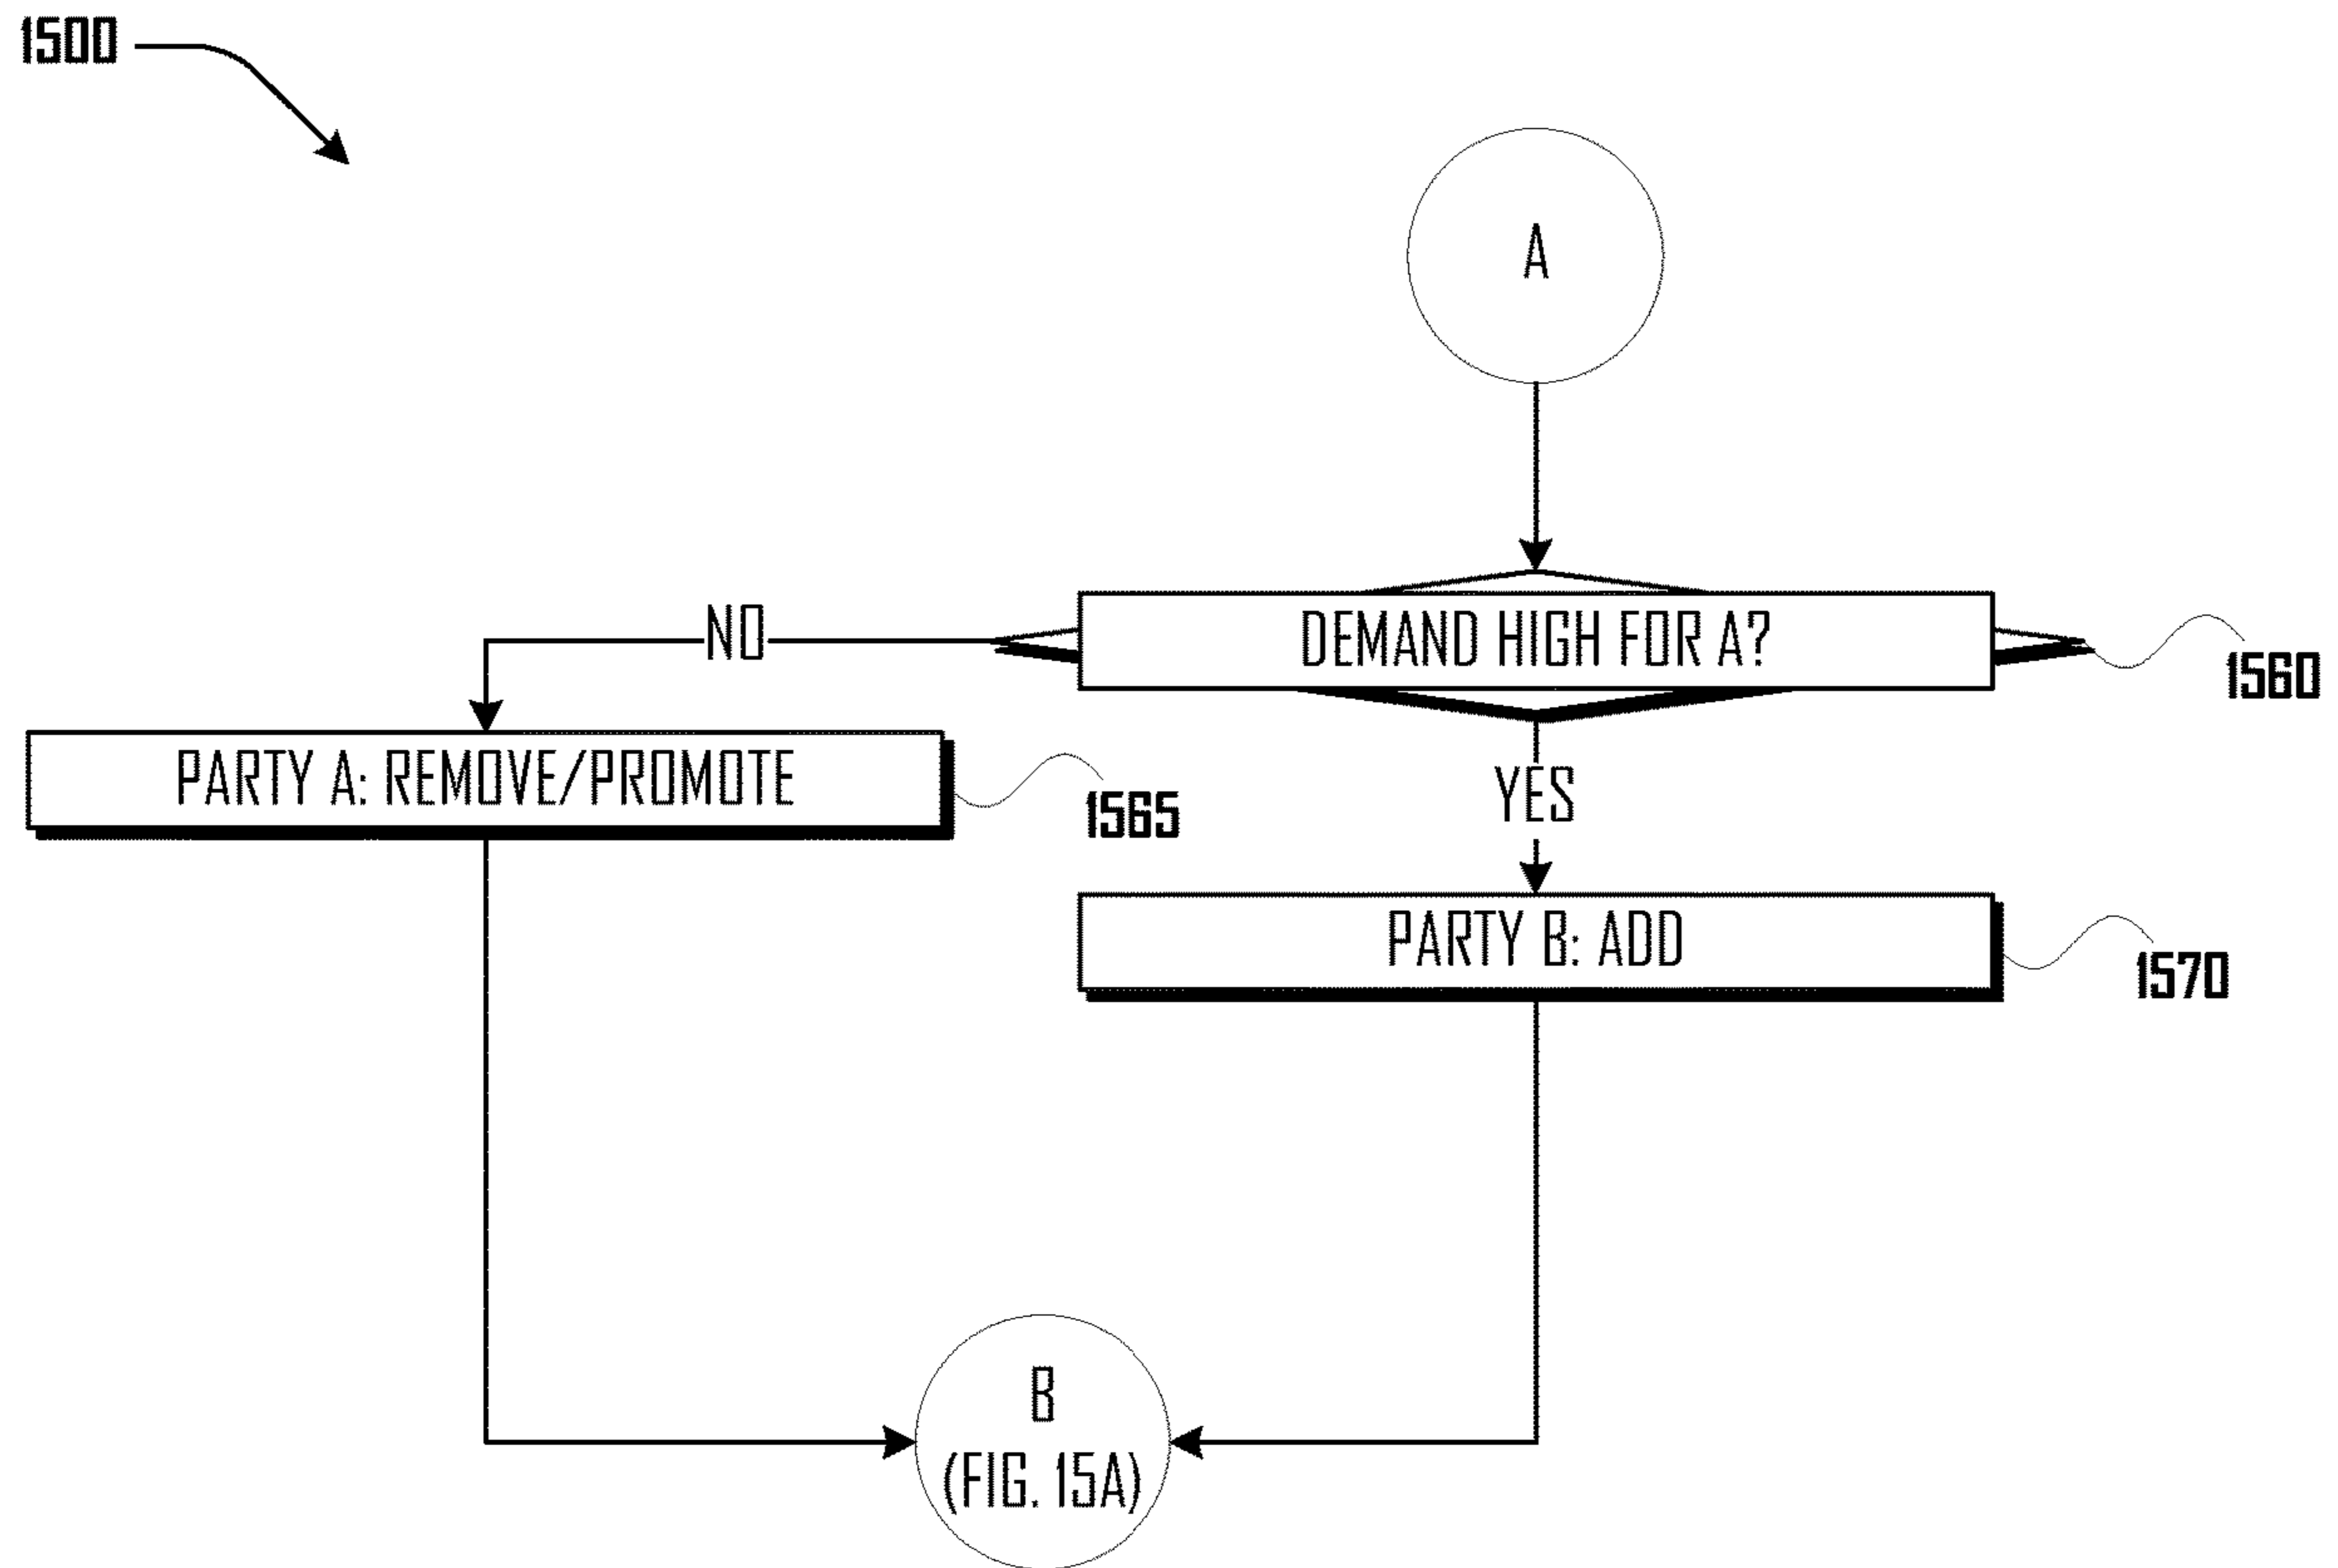 1500
A
DEMAND HIGH FOR A?
NO
1560
PARTY A: REMOVE/PROMOTE
1565
YES
PARTY B: ADD
1570
B
(FIG. 15A)